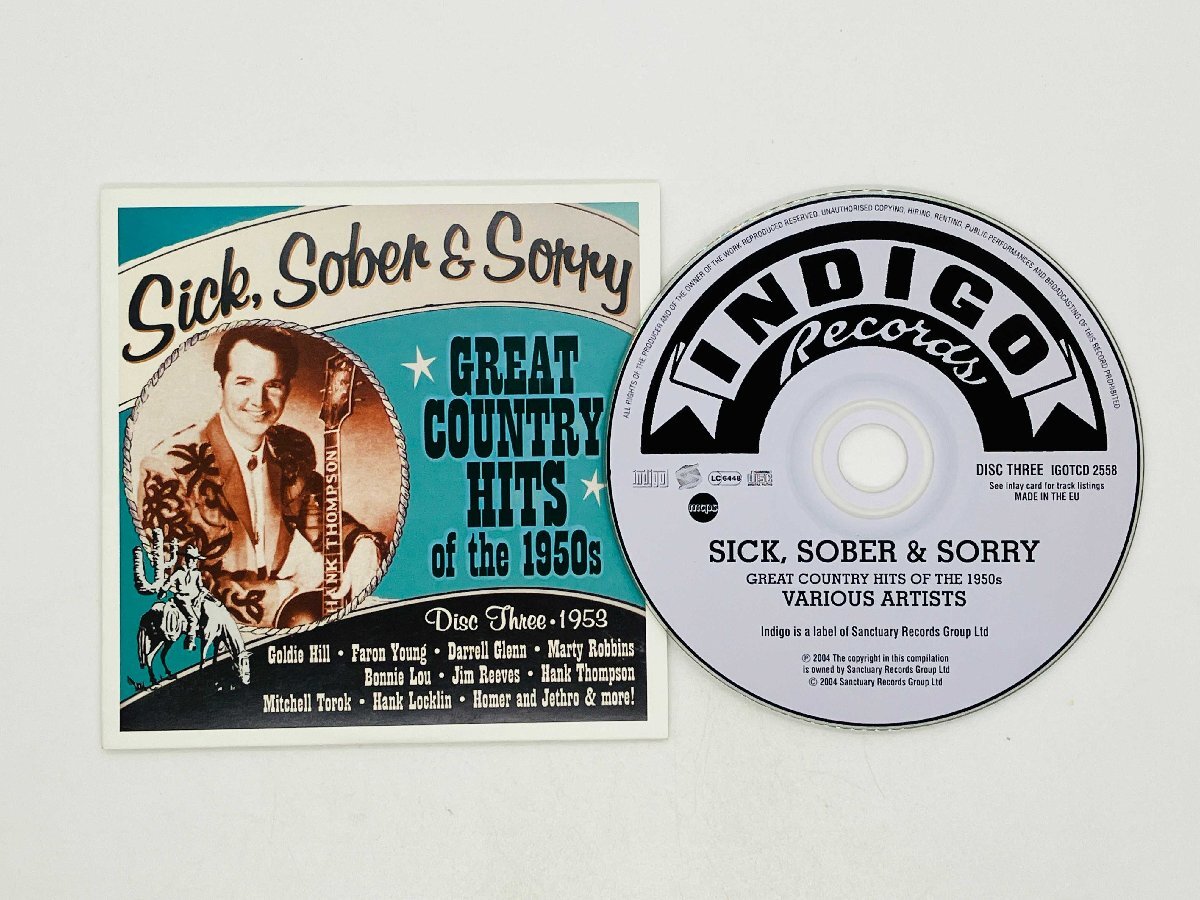 Sick, Sober & Sorry
GREAT
COUNTRY
HITS
of the 1950s
HANK THOMPSON
Disc Three • 1953
Goldie Hill • Faron Young • Darrell Glenn • Marty Robbins
Bonnie Lou • Jim Reeves • Hank Thompson
Mitchell Torok • Hank Locklin • Homer and Jethro & more!
ALL RIGHTS OF THE PRODUCER AND OF THE OWNER OF THE WORK REPRODUCED RESERVED. UNAUTHORISED COPYING, HIRING, RENTING, PUBLIC PERFORMANCES AND BROADCASTING OF THIS RECORD PROHIBITED
INDIGO
Records
indigo
LC 6448
mcps
DISC THREE IGOTCD 2558
See inlay card for track listings
MADE IN THE EU
SICK, SOBER & SORRY
GREAT COUNTRY HITS OF THE 1950s
VARIOUS ARTISTS
Indigo is a label of Sanctuary Records Group Ltd
℗ 2004 The copyright in this compilation
is owned by Sanctuary Records Group Ltd
© 2004 Sanctuary Records Group Ltd